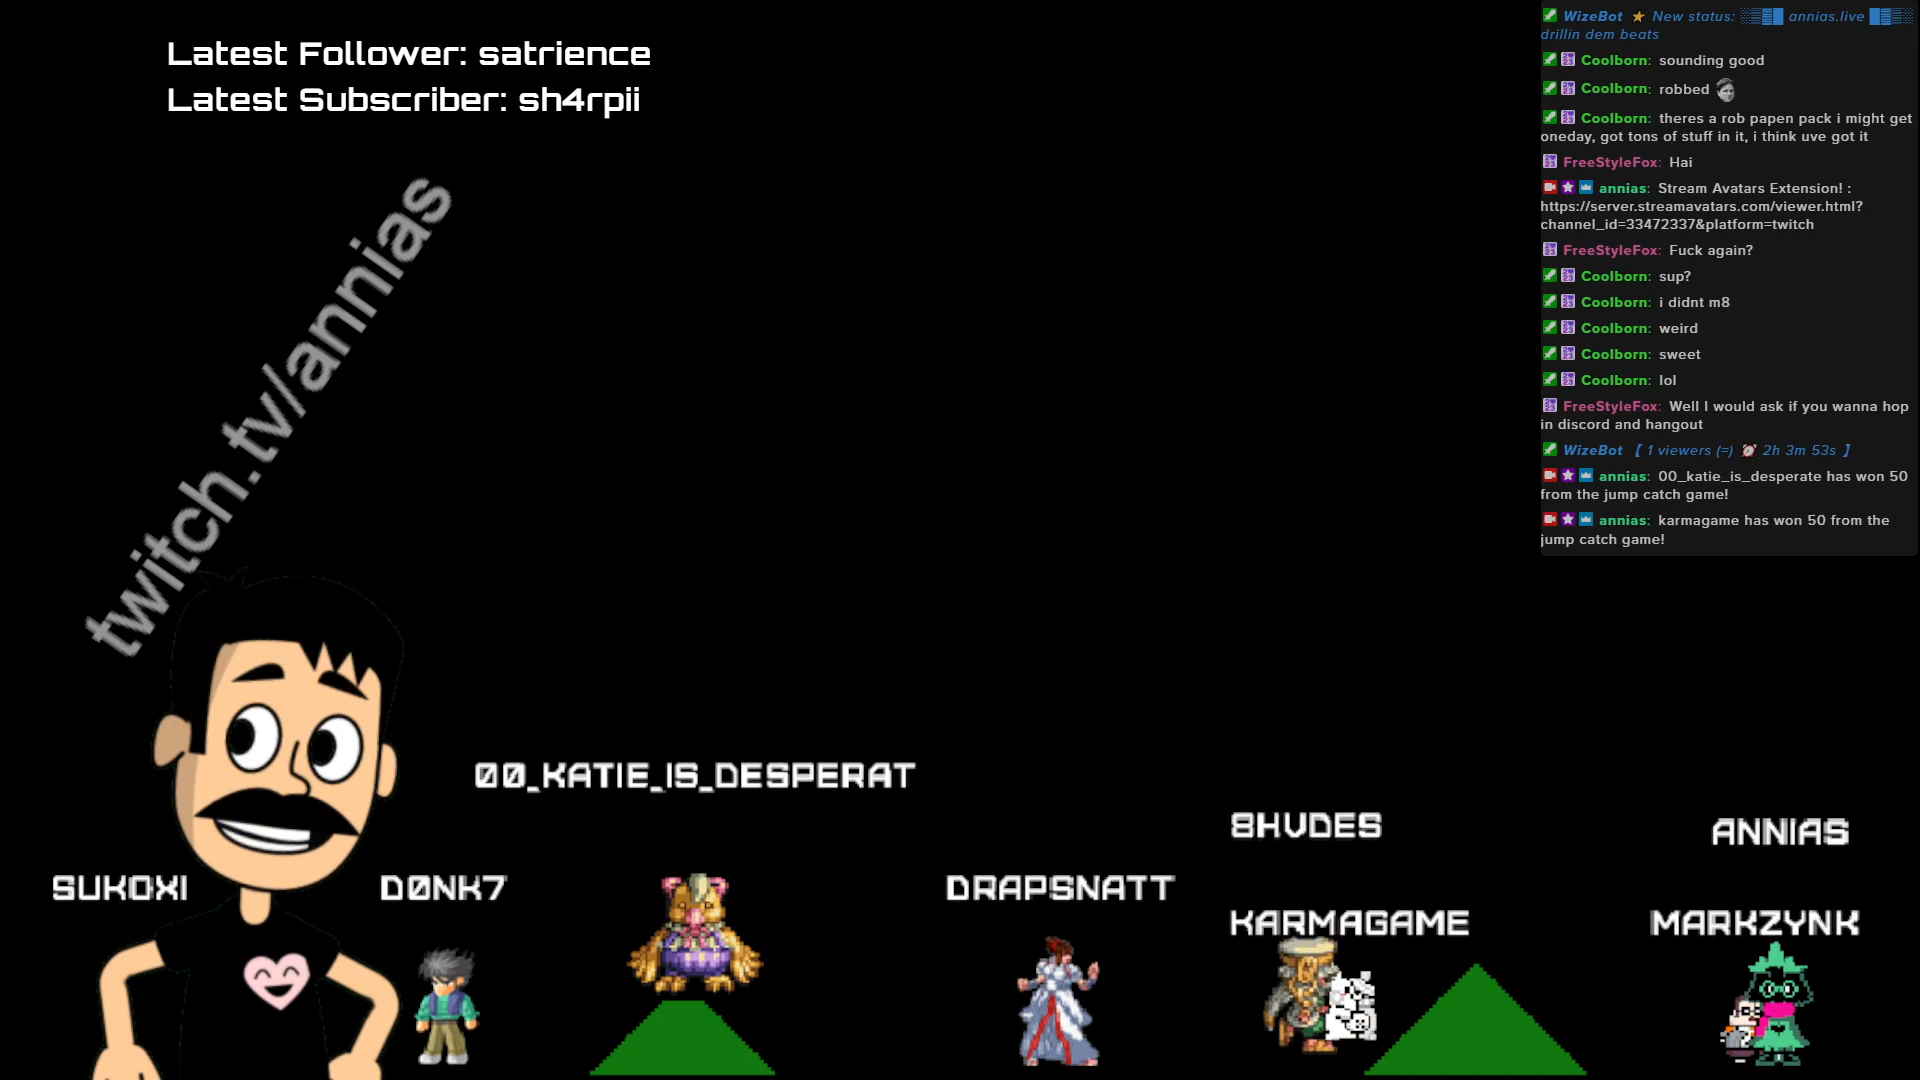 Latest Follower: satrience
Latest Subscriber: sh4rpii
twitch.tv/annias
WizeBot ★ New status: ░▒▓█ annias.live █▓▒░
drillin dem beats
Coolborn: sounding good
Coolborn: robbed
Coolborn: theres a rob papen pack i might get
oneday, got tons of stuff in it, i think uve got it
FreeStyleFox: Hai
annias: Stream Avatars Extension! :
https://server.streamavatars.com/viewer.html?
channel_id=33472337&platform=twitch
FreeStyleFox: Fuck again?
Coolborn: sup?
Coolborn: i didnt m8
Coolborn: weird
Coolborn: sweet
Coolborn: lol
FreeStyleFox: Well I would ask if you wanna hop
in discord and hangout
WizeBot 【 1 viewers (=) ⏰ 2h 3m 53s 】
annias: 00_katie_is_desperate has won 50
from the jump catch game!
annias: karmagame has won 50 from the
jump catch game!
00_KATIE_IS_DESPERAT
8HVDES
ANNIAS
SUKOXI
D0NK7
DRAPSNATT
KARMAGAME
MARKZYNK